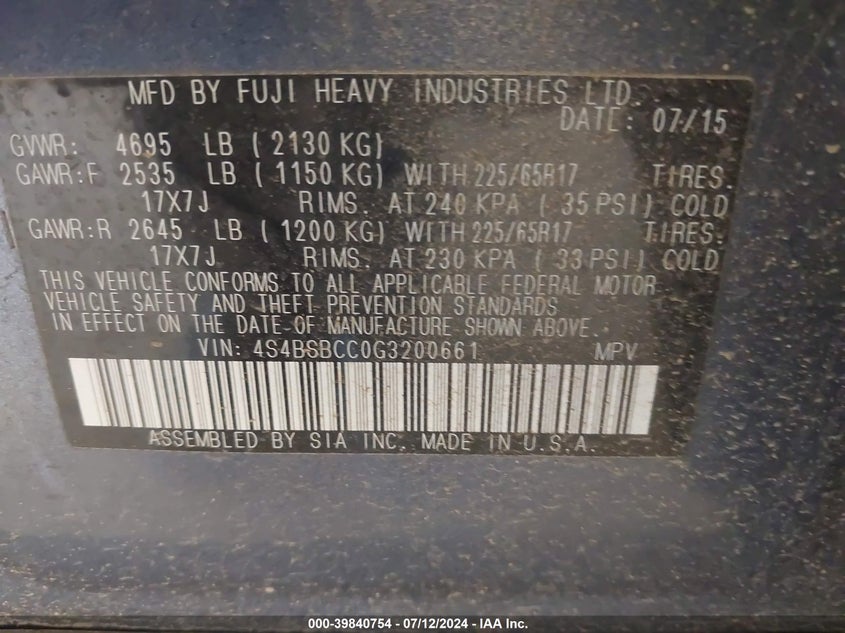 MFD BY FUJI HEAVY INDUSTRIES LTD.
DATE: 07/15
GVWR: 4695 LB ( 2130 KG)
GAWR:F 2535 LB ( 1150 KG) WITH 225/65R17 TIRES.
17X7J RIMS. AT 240 KPA ( 35 PSI) COLD
GAWR:R 2645 LB ( 1200 KG) WITH 225/65R17 TIRES.
17X7J RIMS. AT 230 KPA ( 33 PSI) COLD
THIS VEHICLE CONFORMS TO ALL APPLICABLE FEDERAL MOTOR
VEHICLE SAFETY AND THEFT PREVENTION STANDARDS
IN EFFECT ON THE DATE OF MANUFACTURE SHOWN ABOVE.
VIN: 4S4BSBCC0G3200661 MPV
ASSEMBLED BY SIA INC. MADE IN U.S.A.
000-39840754 - 07/12/2024 - IAA Inc.